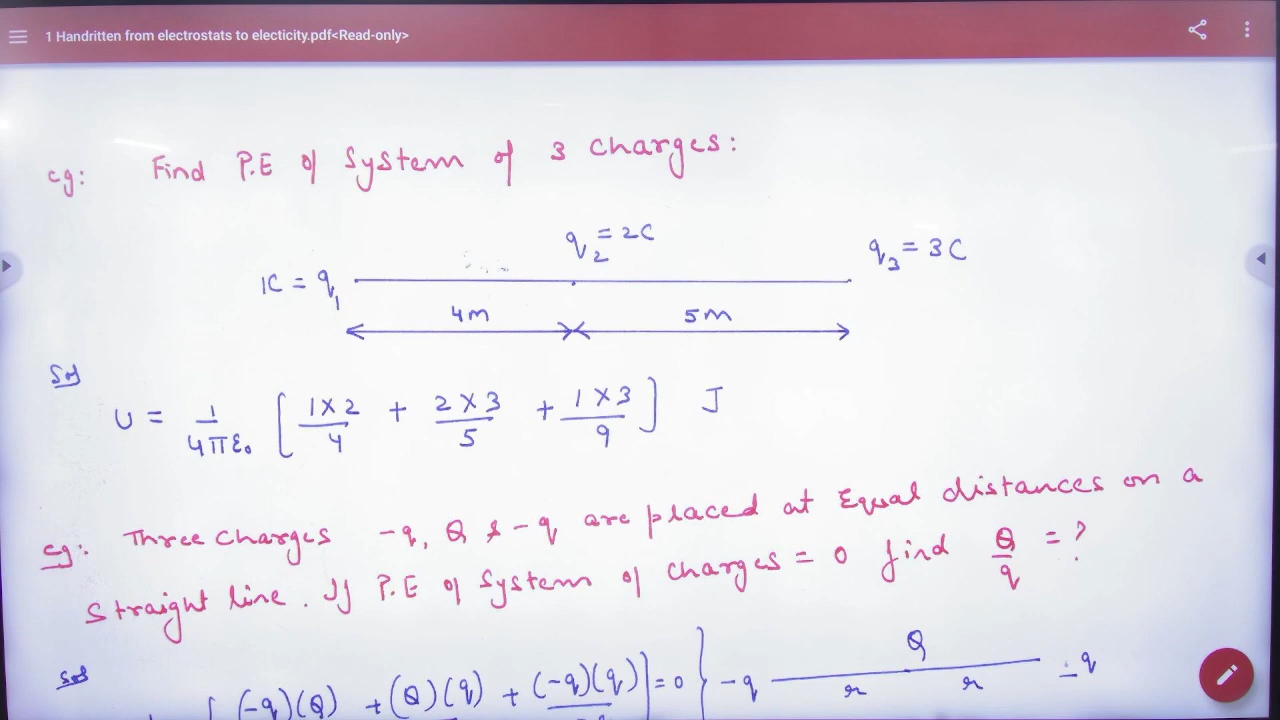 1 Handritten from electrostats to electicity.pdf<Read-only>
eg: Find P.E of System of 3 charges:
1C = q₁ q₂ = 2C q₃ = 3C
4m 5m
Sol
U = 1/4πε₀ [ 1×2/4 + 2×3/5 + 1×3/9 ] J
eg: Three charges -q, Q & -q are placed at Equal distances on a
straight line. If P.E of System of charges = 0 find Q/q = ?
Sol
[ (-q)(Q) + (Q)(q) + (-q)(q) ] = 0 } -q Q -q
r r